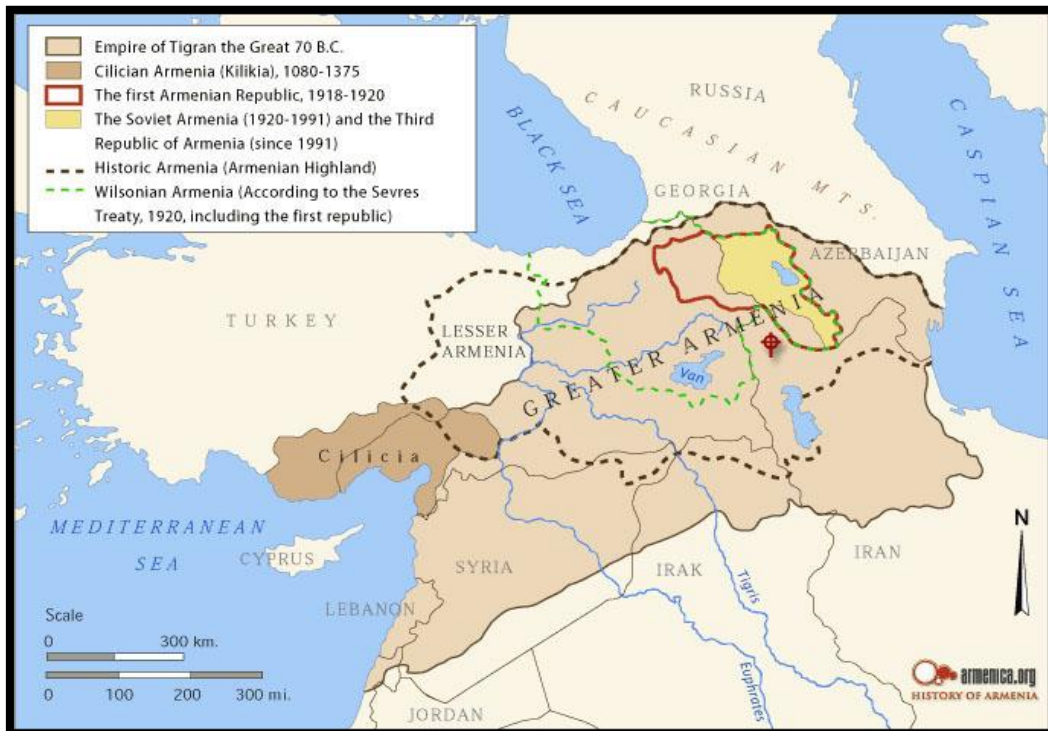 Empire of Tigran the Great 70 B.C.
Cilician Armenia (Kilikia), 1080-1375
The first Armenian Republic, 1918-1920
The Soviet Armenia (1920-1991) and the Third
Republic of Armenia (since 1991)
Historic Armenia (Armenian Highland)
Wilsonian Armenia (According to the Sevres
Treaty, 1920, including the first republic)
RUSSIA
CAUCASIAN MTS.
BLACK SEA
CASPIAN SEA
GEORGIA
AZERBAIJAN
TURKEY
LESSER
ARMENIA
GREATER ARMENIA
Van
Cilicia
MEDITERRANEAN
SEA
CYPRUS
SYRIA
LEBANON
IRAK
IRAN
Tigris
Euphrates
JORDAN
N
Scale
0 300 km.
0 100 200 300 mi.
armenica.org
HISTORY OF ARMENIA